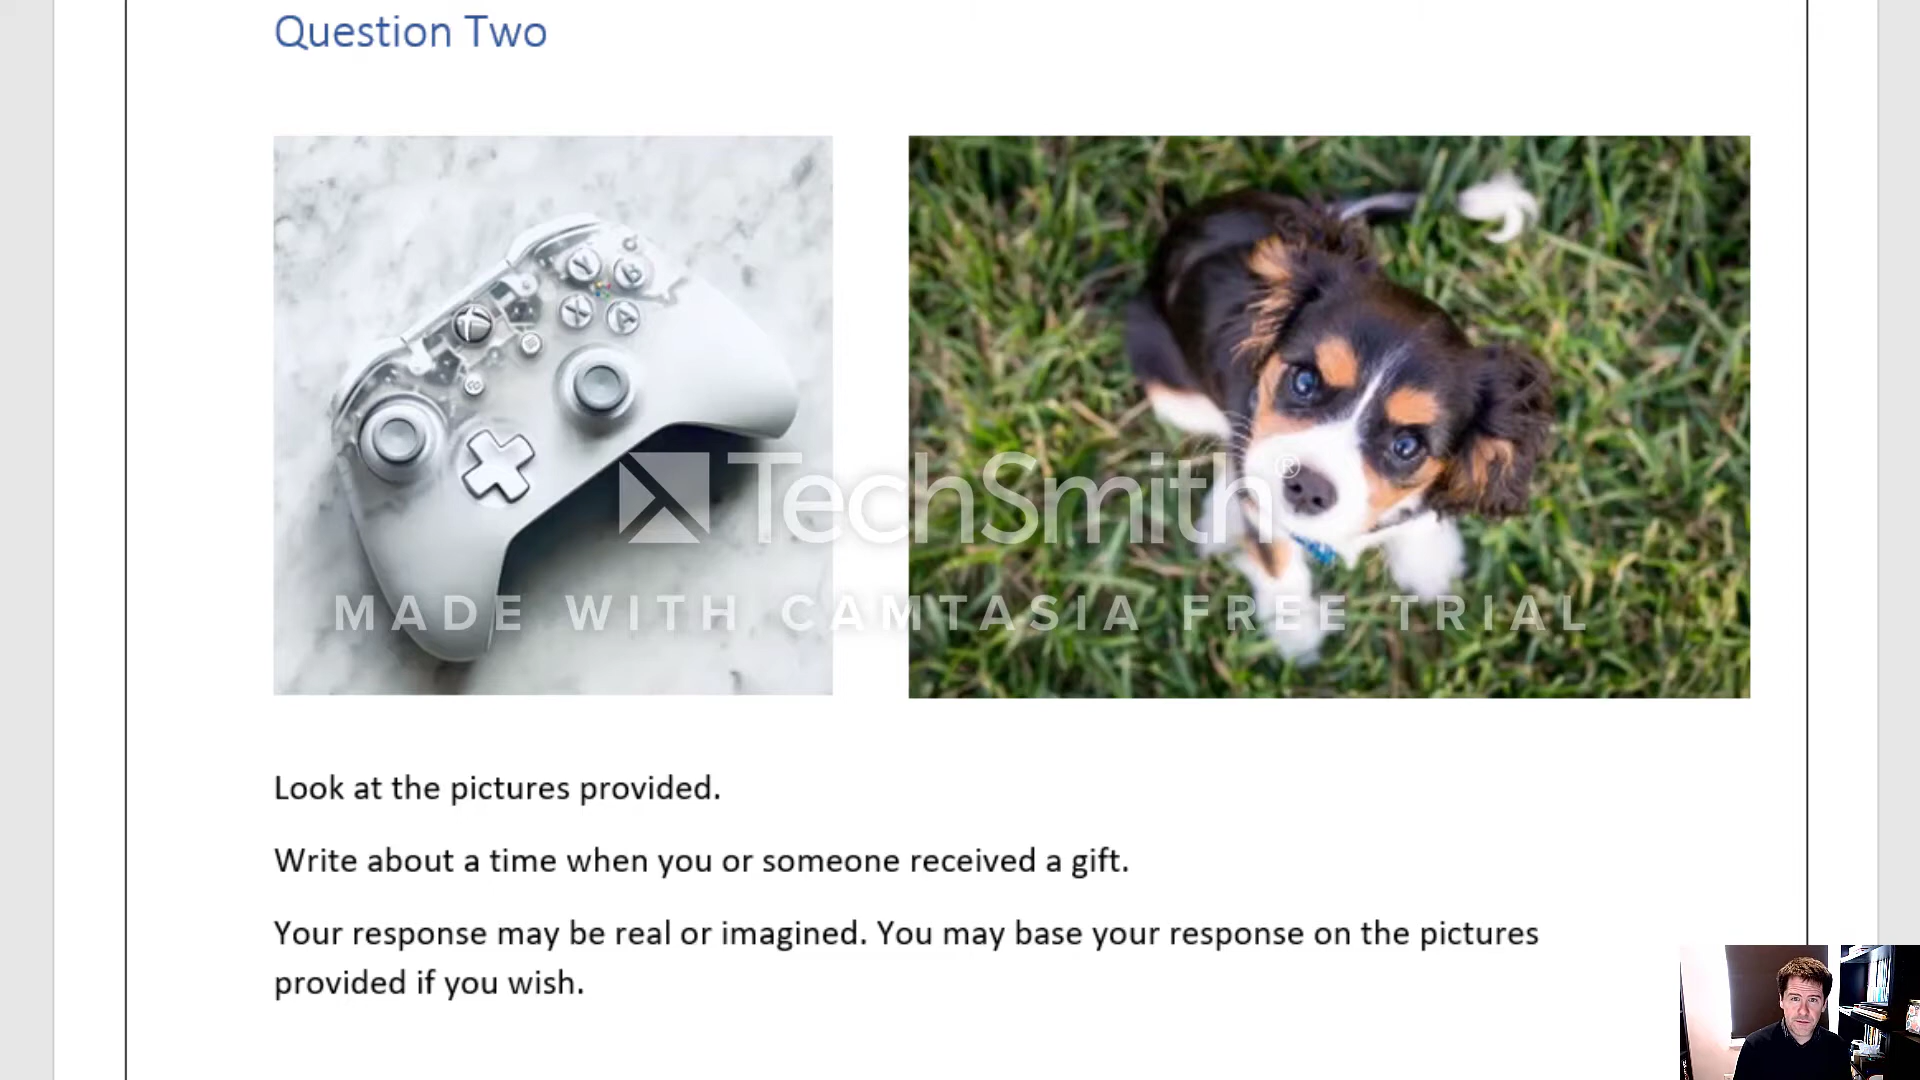 Question Two
TechSmith®
MADE WITH CAMTASIA FREE TRIAL
Look at the pictures provided.
Write about a time when you or someone received a gift.
Your response may be real or imagined. You may base your response on the pictures
provided if you wish.